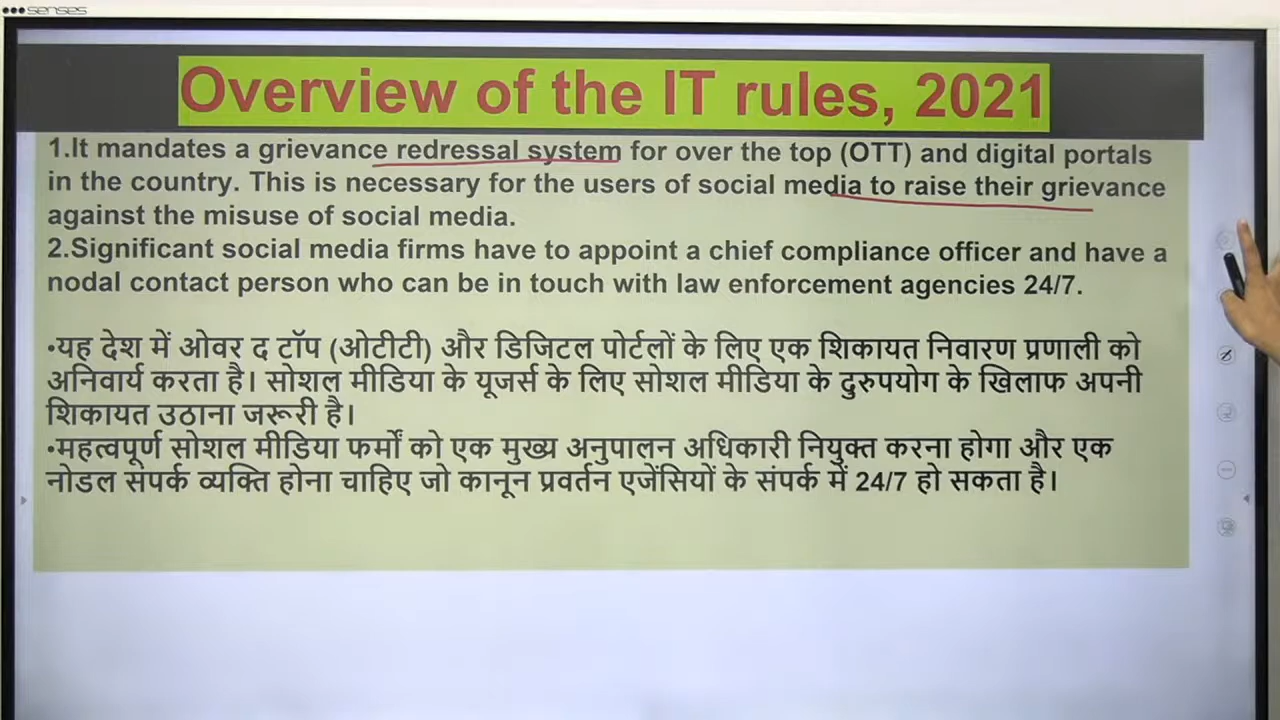 senses
Overview of the IT rules, 2021
1.It mandates a grievance redressal system for over the top (OTT) and digital portals
in the country. This is necessary for the users of social media to raise their grievance
against the misuse of social media.
2.Significant social media firms have to appoint a chief compliance officer and have a
nodal contact person who can be in touch with law enforcement agencies 24/7.
•यह देश में ओवर द टॉप (ओटीटी) और डिजिटल पोर्टलों के लिए एक शिकायत निवारण प्रणाली को
अनिवार्य करता है। सोशल मीडिया के यूजर्स के लिए सोशल मीडिया के दुरुपयोग के खिलाफ अपनी
शिकायत उठाना जरूरी है।
•महत्वपूर्ण सोशल मीडिया फर्मों को एक मुख्य अनुपालन अधिकारी नियुक्त करना होगा और एक
नोडल संपर्क व्यक्ति होना चाहिए जो कानून प्रवर्तन एजेंसियों के संपर्क में 24/7 हो सकता है।